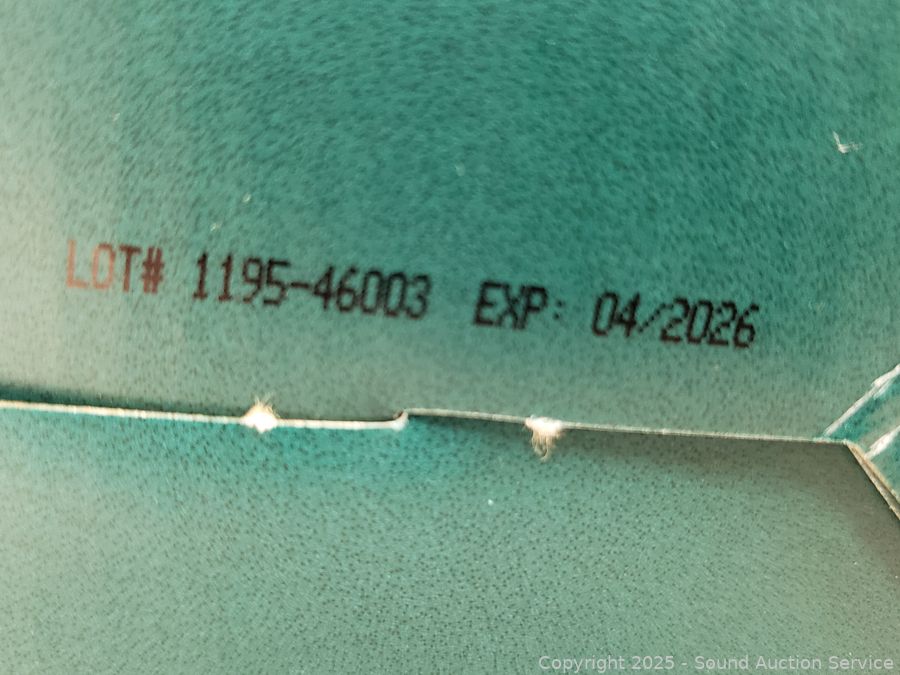 LOT# 1195-46003 EXP: 04/2026
Copyright 2025 - Sound Auction Service